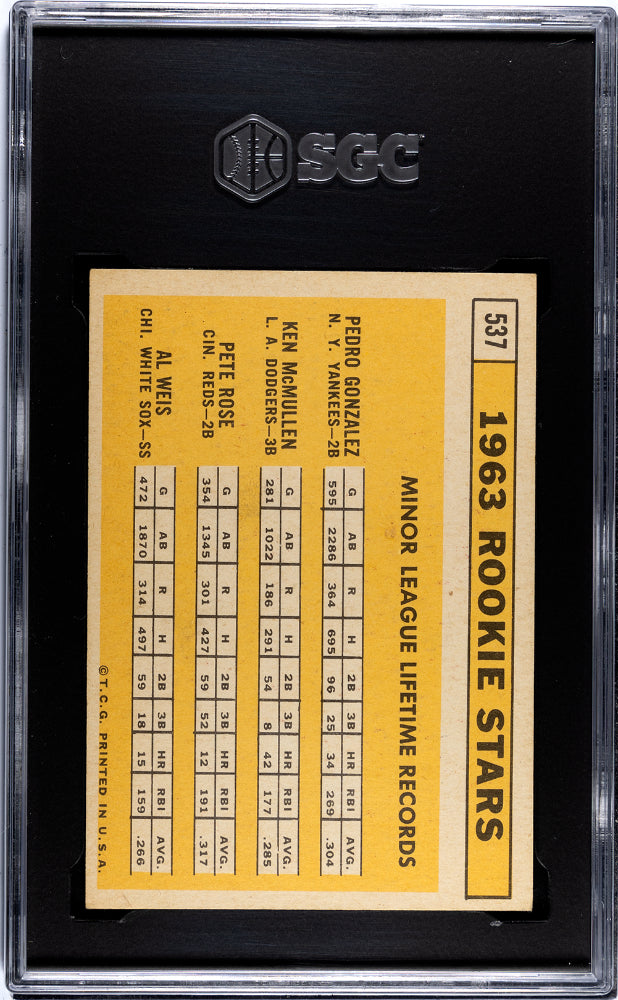 SGC
537
1963 ROOKIE STARS
MINOR LEAGUE LIFETIME RECORDS
PEDRO GONZALEZ
N. Y. YANKEES—2B
G AB R H 2B 3B HR RBI AVG.
595 2286 364 695 96 25 34 269 .304
KEN McMULLEN
L. A. DODGERS—3B
G AB R H 2B 3B HR RBI AVG.
281 1022 186 291 54 8 42 177 .285
PETE ROSE
CIN. REDS—2B
G AB R H 2B 3B HR RBI AVG.
354 1345 301 427 59 52 12 191 .317
AL WEIS
CHI. WHITE SOX—SS
G AB R H 2B 3B HR RBI AVG.
472 1870 314 497 59 18 15 159 .266
© T.C.G. PRINTED IN U.S.A.